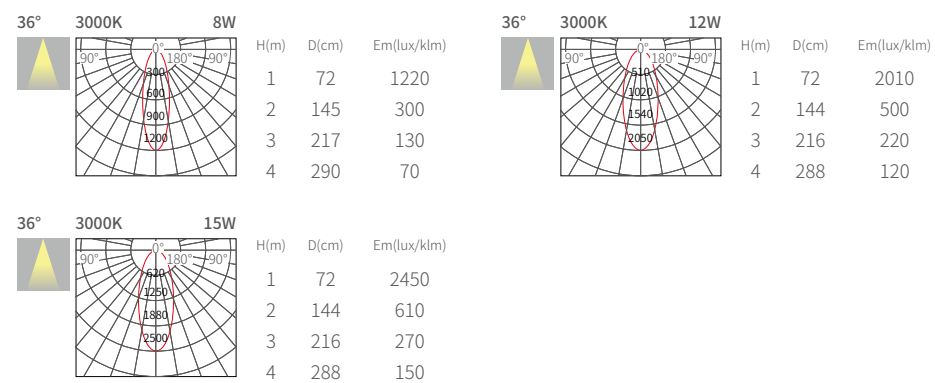 36° 3000K 8W
H(m) D(cm) Em(lux/klm)
0°
90° 180° 90°
300
600
900
1200
1 72 1220
2 145 300
3 217 130
4 290 70
36° 3000K 12W
H(m) D(cm) Em(lux/klm)
0°
90° 180° 90°
510
1020
1540
2050
1 72 2010
2 144 500
3 216 220
4 288 120
36° 3000K 15W
H(m) D(cm) Em(lux/klm)
0°
90° 180° 90°
620
1250
1880
2500
1 72 2450
2 144 610
3 216 270
4 288 150